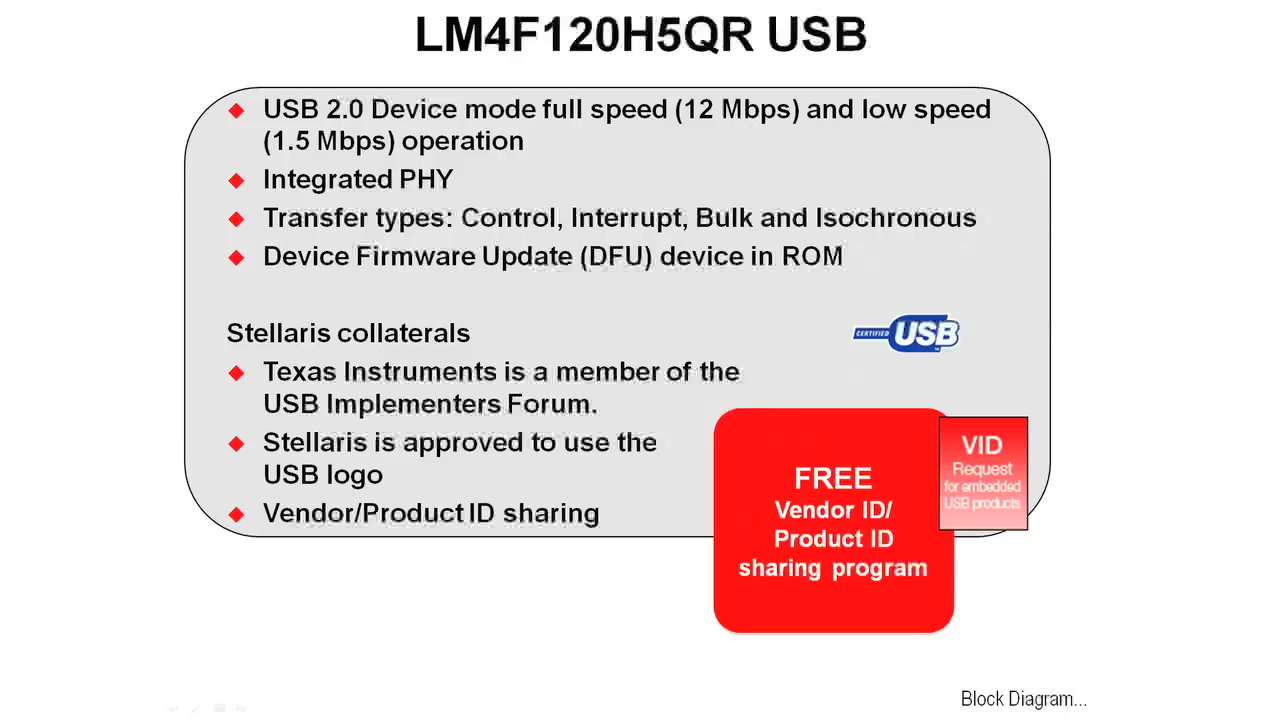 LM4F120H5QR USB
USB 2.0 Device mode full speed (12 Mbps) and low speed
(1.5 Mbps) operation
Integrated PHY
Transfer types: Control, Interrupt, Bulk and Isochronous
Device Firmware Update (DFU) device in ROM
Stellaris collaterals
CERTIFIED USB
Texas Instruments is a member of the
USB Implementers Forum.
Stellaris is approved to use the
USB logo
Vendor/Product ID sharing
FREE
Vendor ID/
Product ID
sharing program
VID
Request
for embedded
USB products
Block Diagram...